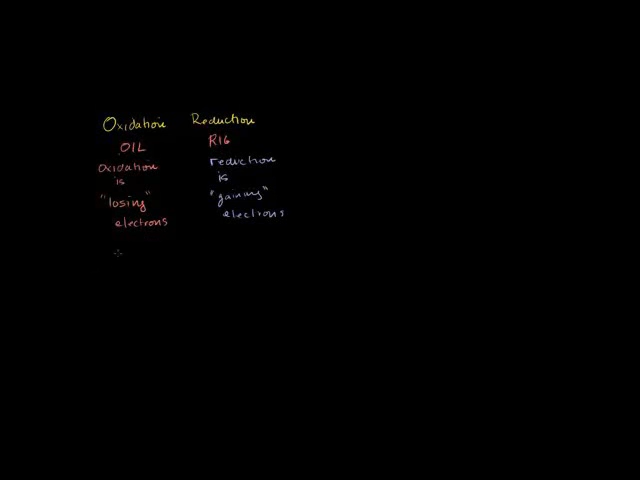 Oxidation Reduction
OIL RIG
oxidation reduction
is is
"losing" "gaining"
electrons electrons